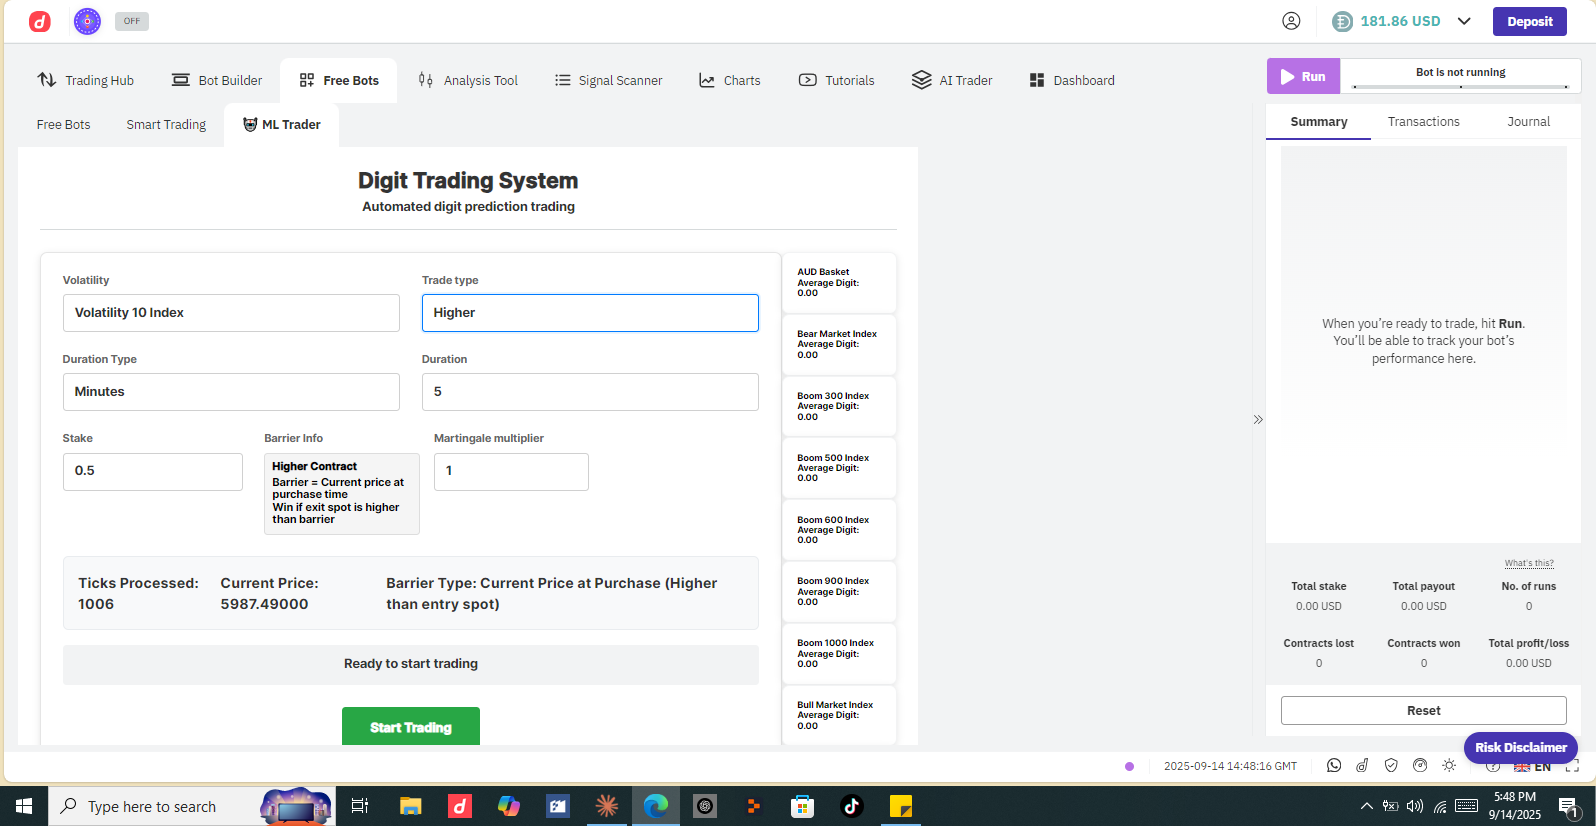 OFF
181.86 USD
Deposit
Trading Hub
Bot Builder
Free Bots
Analysis Tool
Signal Scanner
Charts
Tutorials
AI Trader
Dashboard
Run
Bot is not running
Free Bots
Smart Trading
ML Trader
Summary
Transactions
Journal
Digit Trading System
Automated digit prediction trading
Volatility
Volatility 10 Index
Trade type
Higher
Duration Type
Minutes
Duration
5
Stake
0.5
Barrier Info
Higher Contract
Barrier = Current price at
purchase time
Win if exit spot is higher
than barrier
Martingale multiplier
1
Ticks Processed:
1006
Current Price:
5987.49000
Barrier Type: Current Price at Purchase (Higher
than entry spot)
Ready to start trading
Start Trading
AUD Basket
Average Digit:
0.00
Bear Market Index
Average Digit:
0.00
Boom 300 Index
Average Digit:
0.00
Boom 500 Index
Average Digit:
0.00
Boom 600 Index
Average Digit:
0.00
Boom 900 Index
Average Digit:
0.00
Boom 1000 Index
Average Digit:
0.00
Bull Market Index
Average Digit:
0.00
When you're ready to trade, hit Run.
You'll be able to track your bot's
performance here.
What's this?
Total stake
0.00 USD
Total payout
0.00 USD
No. of runs
0
Contracts lost
0
Contracts won
0
Total profit/loss
0.00 USD
Reset
Risk Disclaimer
2025-09-14 14:48:16 GMT
EN
Type here to search
5:48 PM
9/14/2025
1